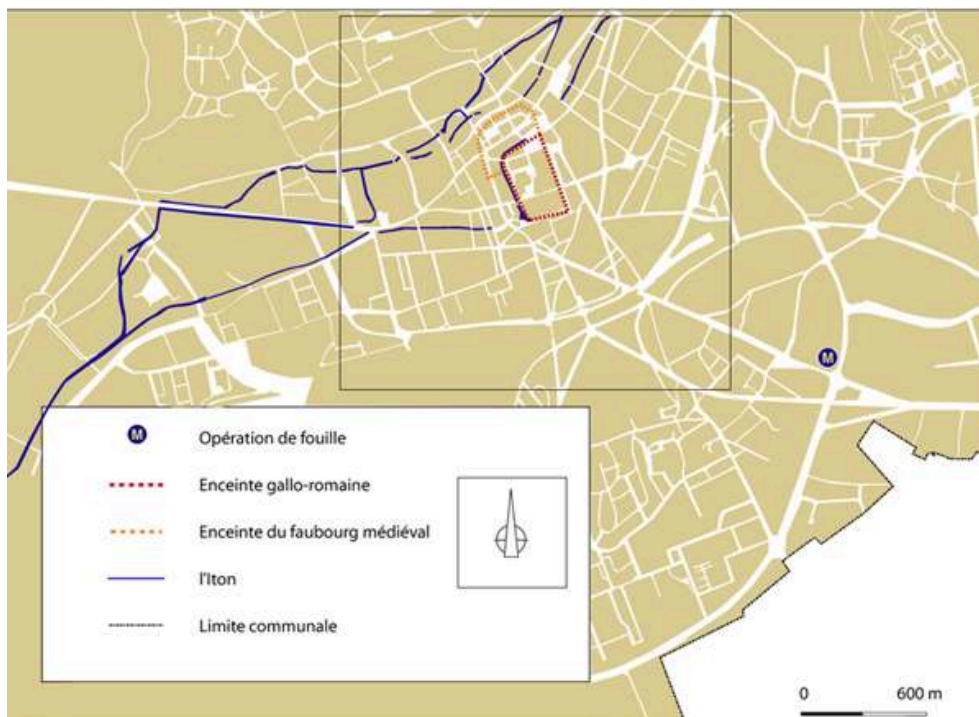 M
M
Opération de fouille
Enceinte gallo-romaine
Enceinte du faubourg médiéval
l'Iton
Limite communale
0 600 m